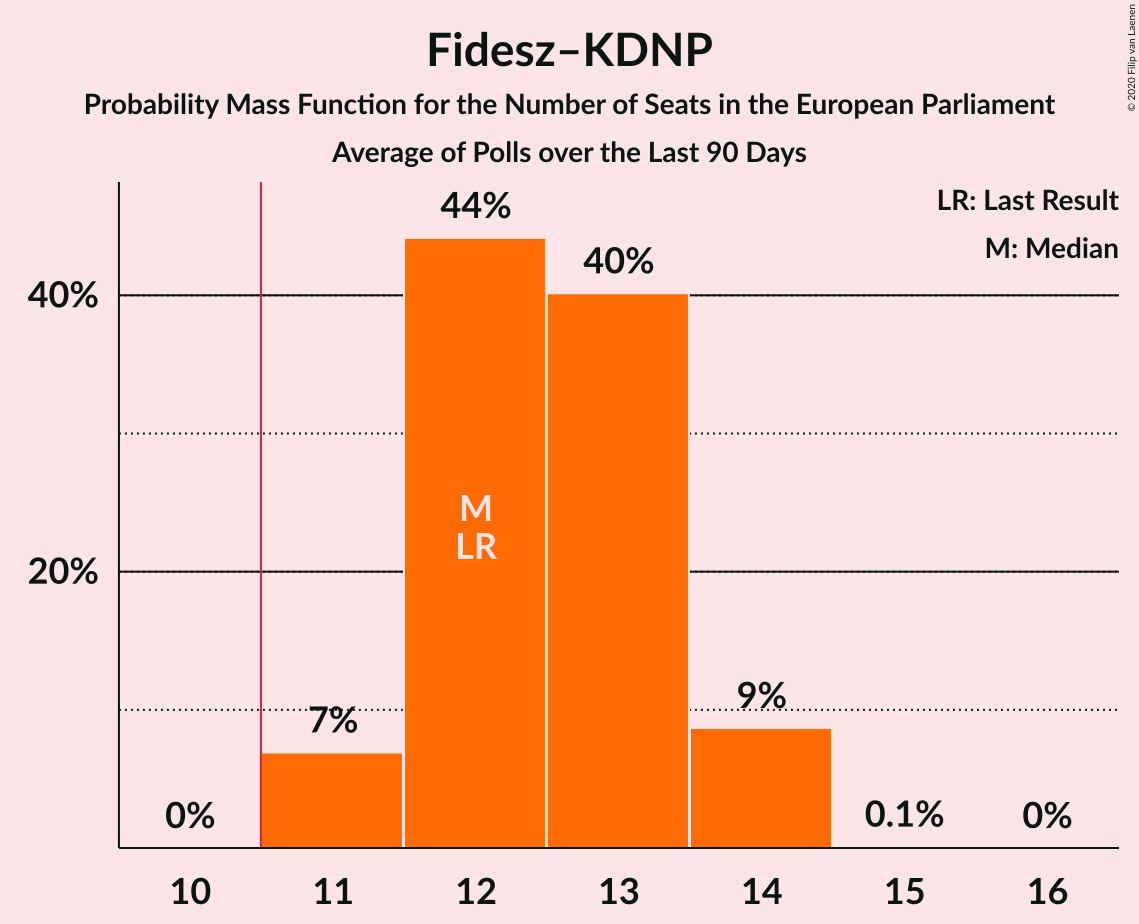 Fidesz–KDNP
Probability Mass Function for the Number of Seats in the European Parliament
Average of Polls over the Last 90 Days
© 2020 Filip van Laenen
LR: Last Result
M: Median
40%
20%
0%
7%
44%
40%
9%
0.1%
0%
M
LR
10 11 12 13 14 15 16